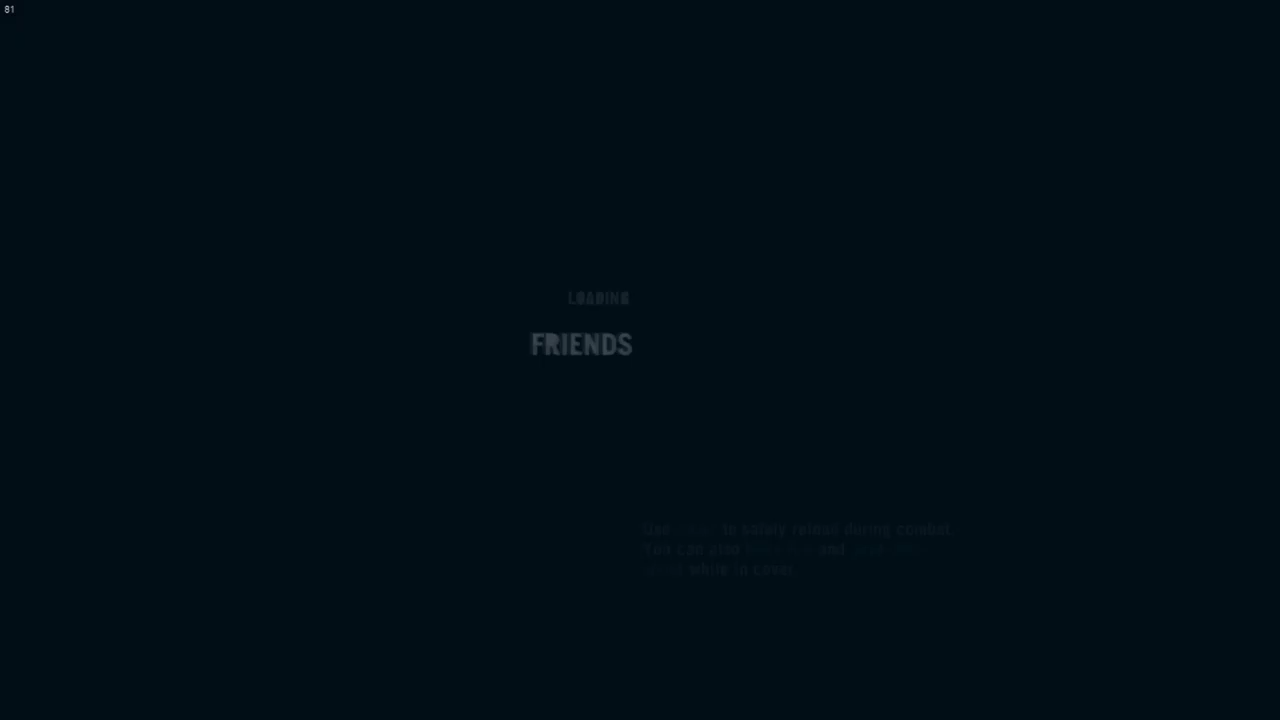 81
LOADING
FRIENDS
Use to safely reload during combat.
You can also and
while in cover.